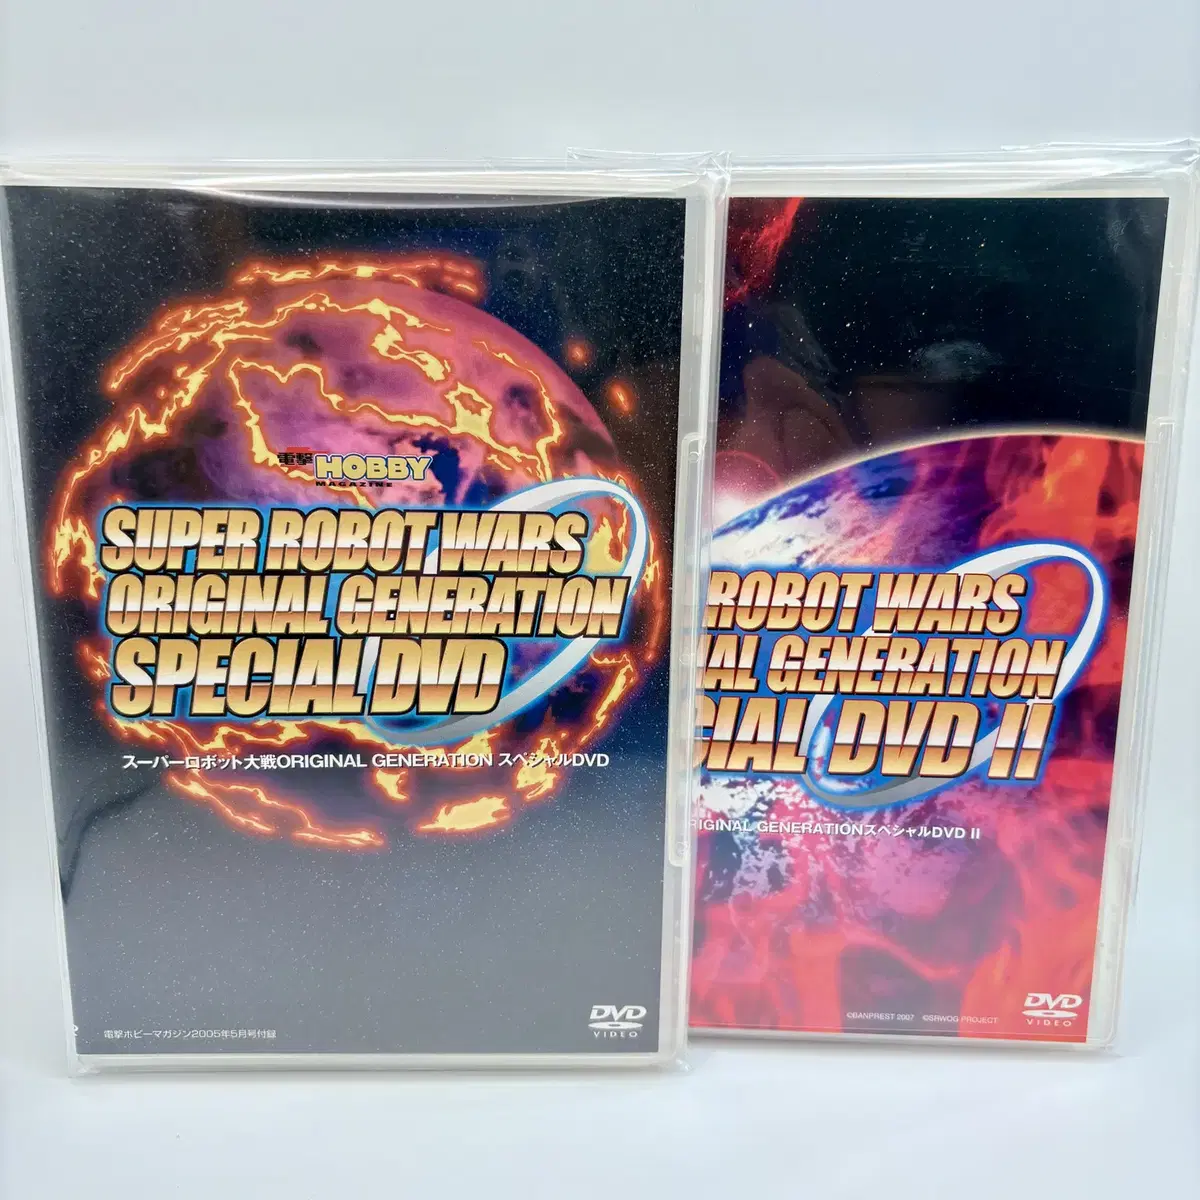 電撃HOBBY
MAGAZINE
SUPER ROBOT WARS
ORIGINAL GENERATION
SPECIAL DVD
スーパーロボット大戦ORIGINAL GENERATION スペシャルDVD
電撃ホビーマガジン2005年5月号付録
DVD
VIDEO
ROBOT WARS
AL GENERATION
CIAL DVD II
RIGINAL GENERATIONスペシャルDVD II
©BANPREST 2007 ©SRWOG PROJECT
DVD
VIDEO